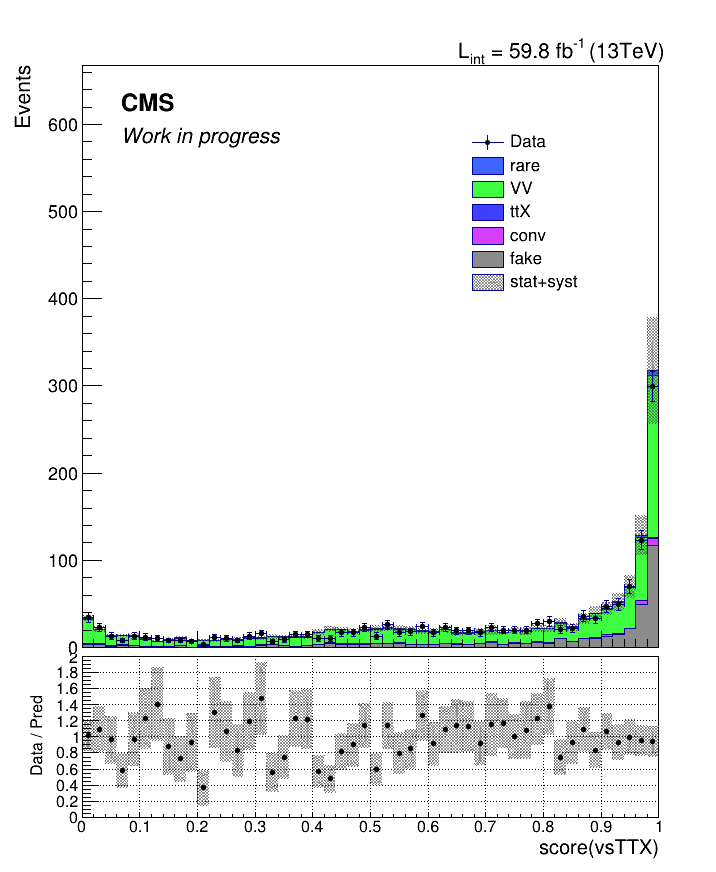 L_int = 59.8 fb^-1 (13TeV)
Events
CMS
Work in progress
Data
rare
VV
ttX
conv
fake
stat+syst
600
500
400
300
200
100
0
Data / Pred
2
1.8
1.6
1.4
1.2
1
0.8
0.6
0.4
0.2
0
0 0.1 0.2 0.3 0.4 0.5 0.6 0.7 0.8 0.9 1
score(vsTTX)